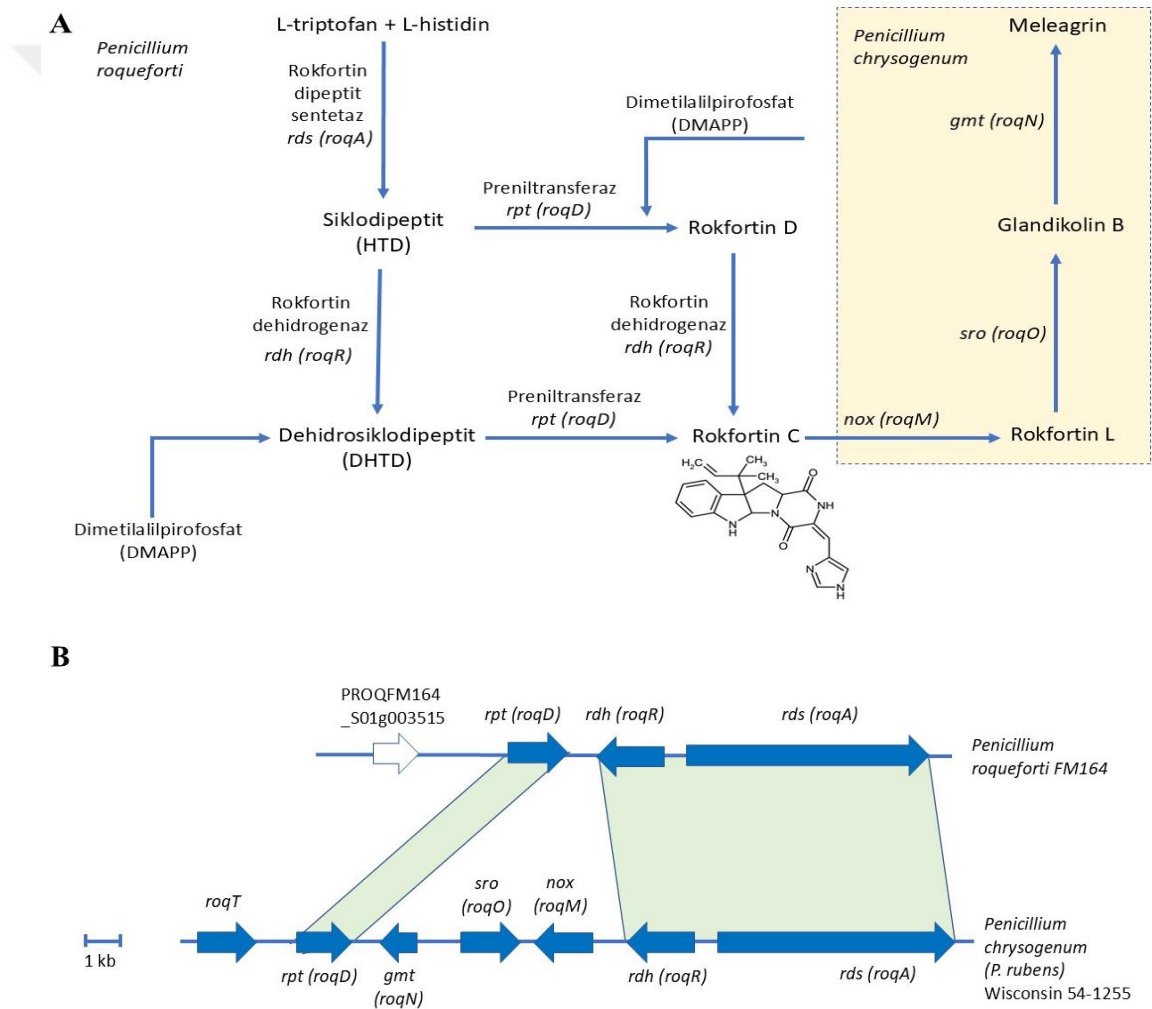 A
L-triptofan + L-histidin
Penicillium
roqueforti
Rokfortin
dipeptit
sentetaz
rds (roqA)
Dimetilalilpirofosfat
(DMAPP)
Penicillium
chrysogenum
Meleagrin
gmt (roqN)
Siklodipeptit
(HTD)
Preniltransferaz
rpt (roqD)
Rokfortin D
Glandikolin B
Rokfortin
dehidrogenaz
rdh (roqR)
Rokfortin
dehidrogenaz
rdh (roqR)
sro (roqO)
Dehidrosiklodipeptit
(DHTD)
Preniltransferaz
rpt (roqD)
Rokfortin C
nox (roqM)
Rokfortin L
Dimetilalilpirofosfat
(DMAPP)
H₂C
CH₃
CH₃
O
NH
N
N
H
O
N
N
H
B
PROQFM164
_S01g003515
rpt (roqD)
rdh (roqR)
rds (roqA)
Penicillium
roqueforti FM164
roqT
sro
(roqO)
nox
(roqM)
1 kb
rpt (roqD)
gmt
(roqN)
rdh (roqR)
rds (roqA)
Penicillium
chrysogenum
(P. rubens)
Wisconsin 54-1255